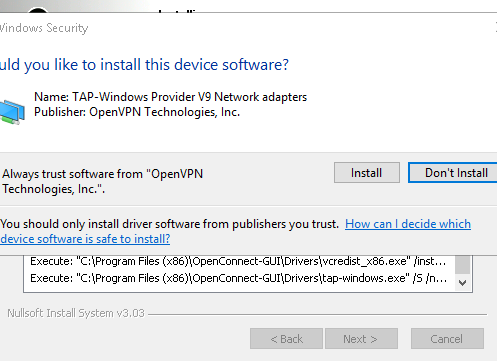 Windows Security
uld you like to install this device software?
Name: TAP-Windows Provider V9 Network adapters
Publisher: OpenVPN Technologies, Inc.
Always trust software from "OpenVPN
Technologies, Inc.".
Install
Don't Install
You should only install driver software from publishers you trust. How can I decide which
device software is safe to install?
Execute: "C:\Program Files (x86)\OpenConnect-GUI\Drivers\vcredist_x86.exe" /inst...
Execute: "C:\Program Files (x86)\OpenConnect-GUI\Drivers\tap-windows.exe" /S /n...
Nullsoft Install System v3.03
< Back
Next >
Cancel